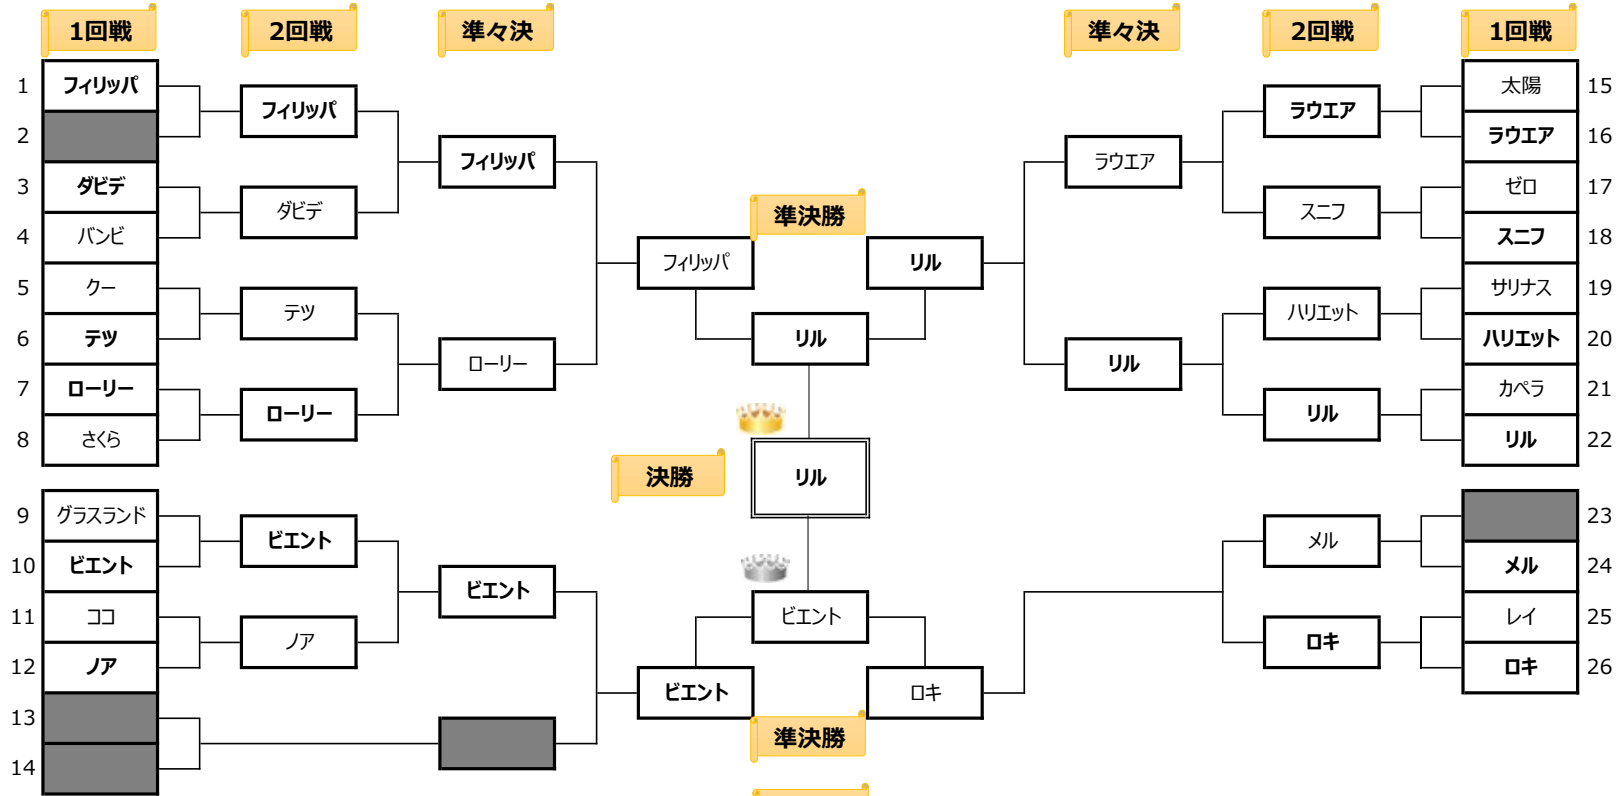 1回戦 2回戦 準々決 準々決 2回戦 1回戦
1 フィリッパ フィリッパ ラウエア 太陽 15
2 フィリッパ ラウエア ラウエア 16
3 ダビデ ダビデ 準決勝 スニフ ゼロ 17
4 バンビ フィリッパ リル スニフ 18
5 クー テツ ハリエット サリナス 19
6 テツ リル ハリエット 20
7 ローリー ローリー ローリー リル リル カペラ 21
8 さくら リル 22
決勝 リル
9 グラスランド ビエント メル 23
10 ビエント ビエント メル 24
11 ココ ノア ビエント ロキ レイ 25
12 ノア ビエント ロキ ロキ 26
13 準決勝
14